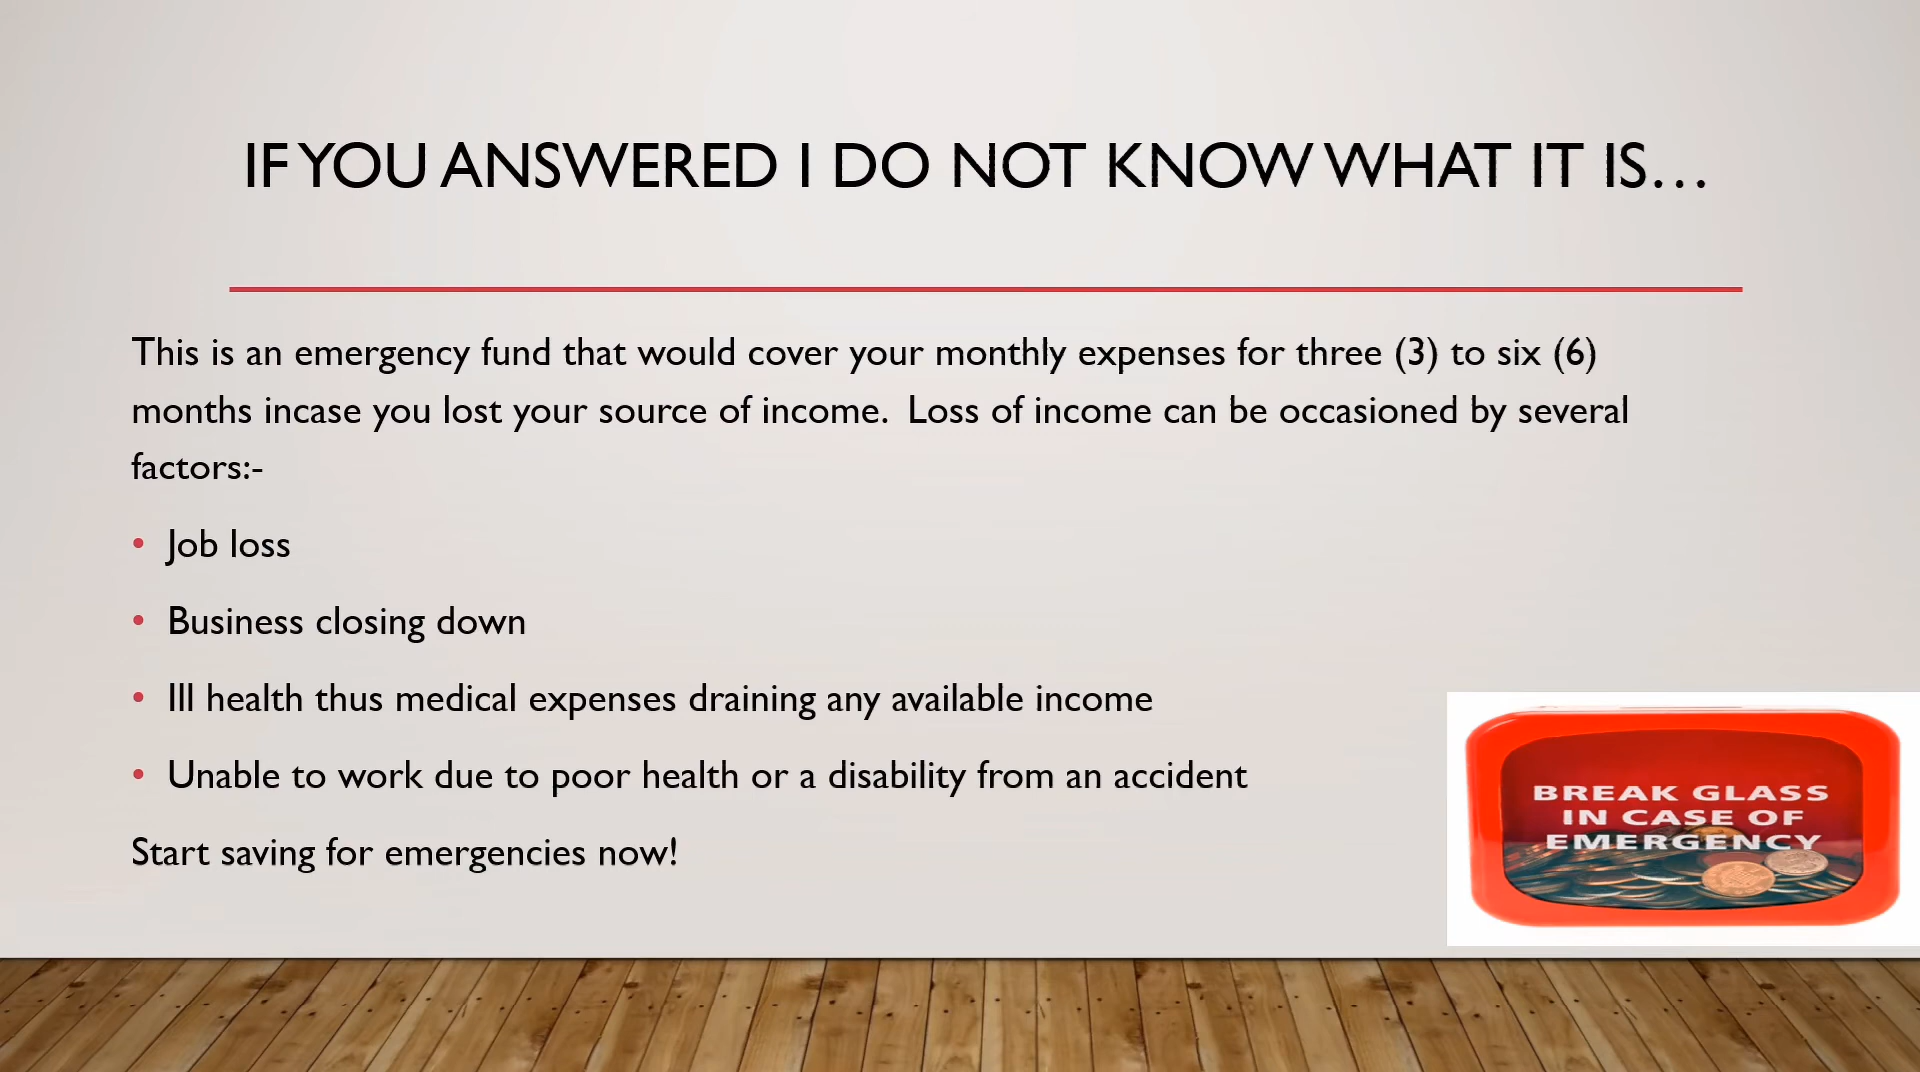 IF YOU ANSWERED I DO NOT KNOW WHAT IT IS…
This is an emergency fund that would cover your monthly expenses for three (3) to six (6)
months incase you lost your source of income.  Loss of income can be occasioned by several
factors:-
• Job loss
• Business closing down
• Ill health thus medical expenses draining any available income
• Unable to work due to poor health or a disability from an accident
Start saving for emergencies now!
BREAK GLASS
IN CASE OF
EMERGENCY